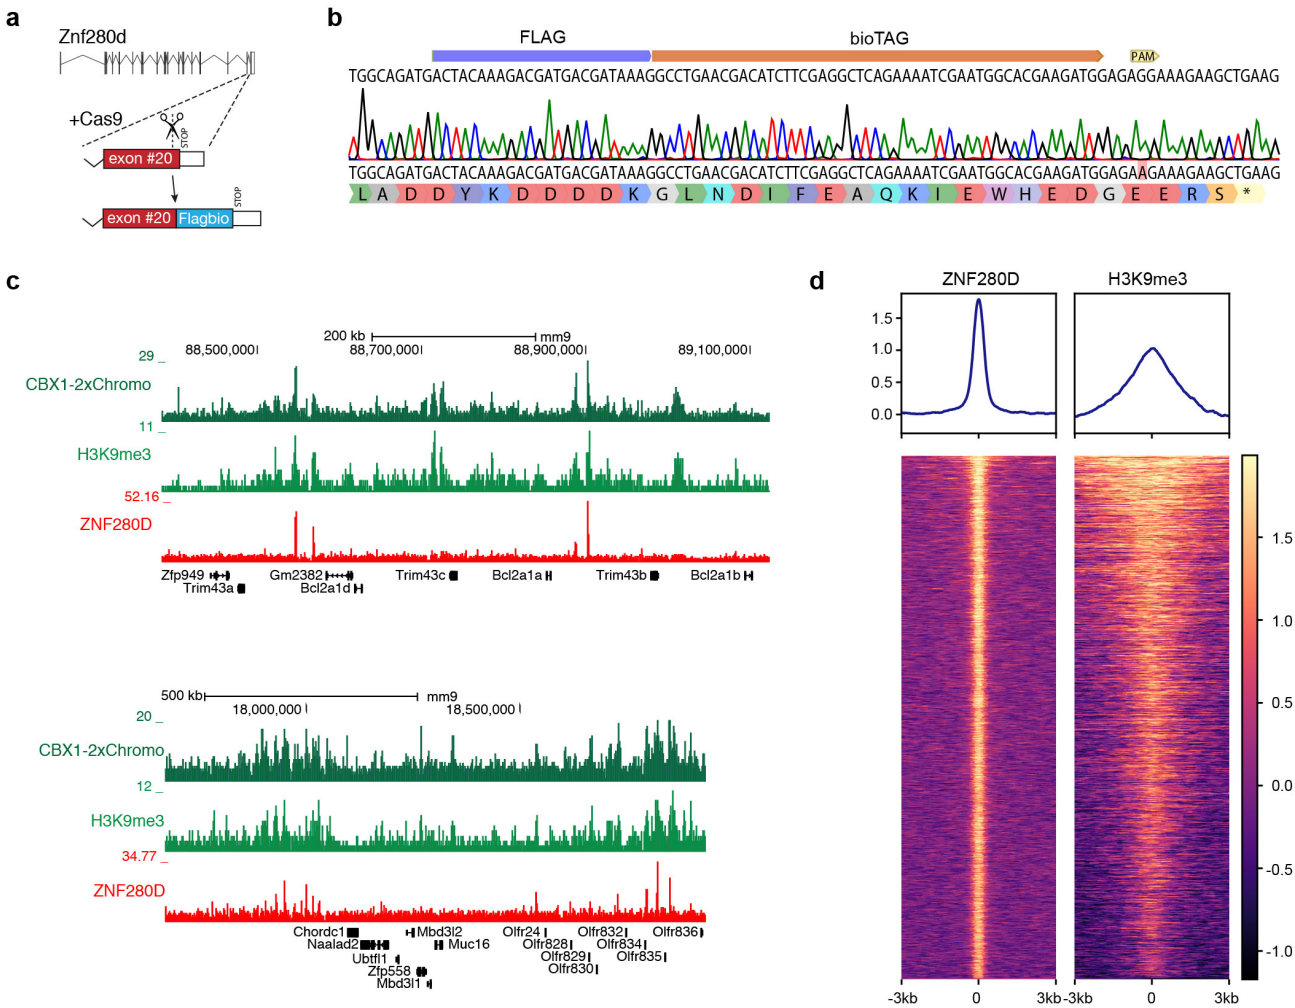 a
Znf280d
+Cas9
STOP
exon #20
STOP
exon #20 Flagbio
b
FLAG bioTAG PAM
TGGCAGATGACTACAAAGACGATGACGATAAAGGCCTGAACGACATCTTCGAGGCTCAGAAAATCGAATGGCACGAAGATGGAGAGGAAAGAAGCTGAAG
TGGCAGATGACTACAAAGACGATGACGATAAAGGCCTGAACGACATCTTCGAGGCTCAGAAAATCGAATGGCACGAAGATGGAGAAGAAAGAAGCTGAAG
L A D D Y K D D D D K G L N D I F E A Q K I E W H E D G E E R S *
c
200 kb mm9
88,500,000 88,700,000 88,900,000 89,100,000
29
CBX1-2xChromo
11
H3K9me3
52.16
ZNF280D
Zfp949 Gm2382 Trim43c Bcl2a1a Trim43b Bcl2a1b
Trim43a Bcl2a1d
500 kb mm9
18,000,000 18,500,000
20
CBX1-2xChromo
12
H3K9me3
34.77
ZNF280D
Chordc1 Mbd3l2 Olfr24 Olfr832 Olfr836
Naalad2 Muc16 Olfr828 Olfr834
Ubtfl1 Olfr829 Olfr835
Zfp558 Olfr830
Mbd3l1
d
ZNF280D H3K9me3
1.5
1.0
0.5
0.0
1.5
1.0
0.5
0.0
-0.5
-1.0
-3kb 0 3kb -3kb 0 3kb